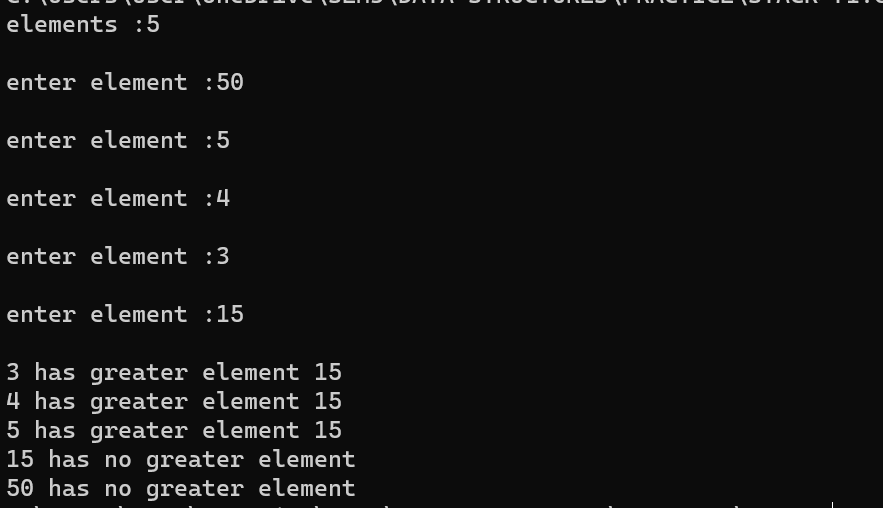 elements :5
enter element :50
enter element :5
enter element :4
enter element :3
enter element :15
3 has greater element 15
4 has greater element 15
5 has greater element 15
15 has no greater element
50 has no greater element